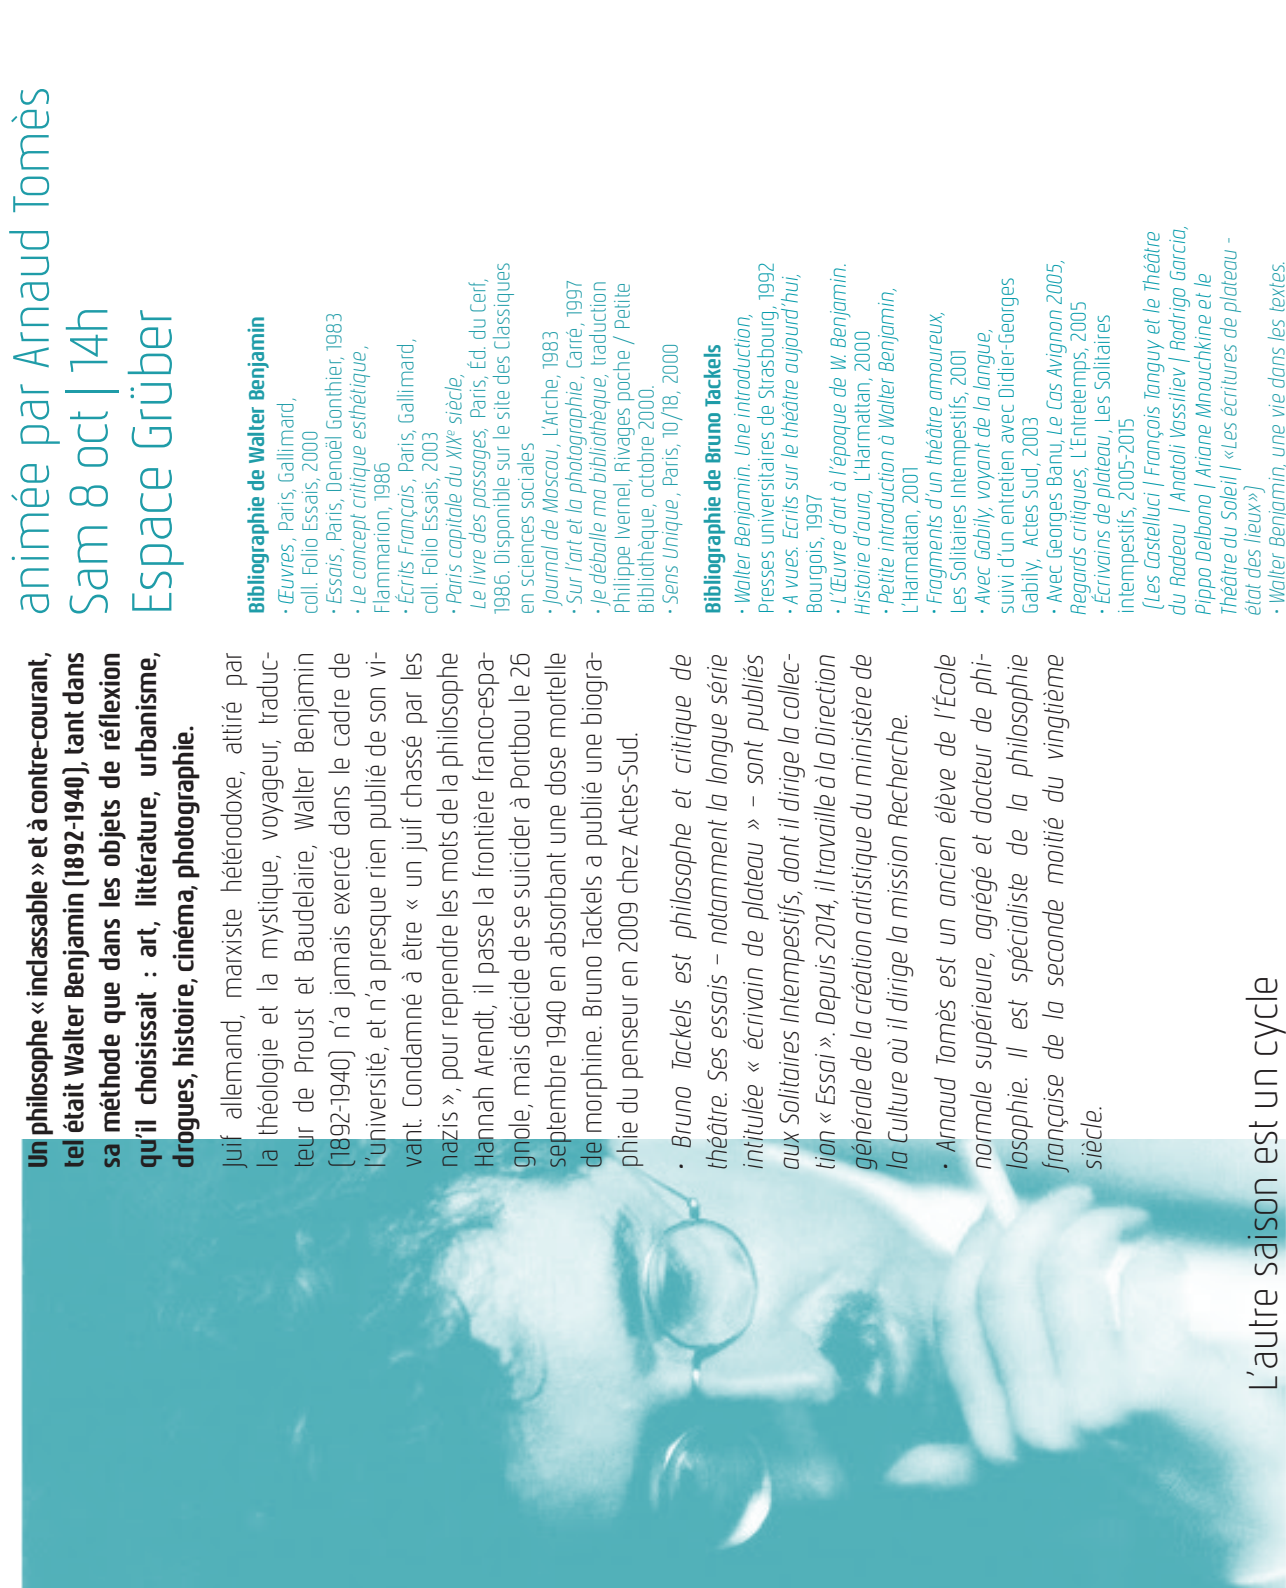 animée par Arnaud Tomès
Sam 8 oct | 14h
Espace Grüber
Un philosophe « inclassable » et à contre-courant,
tel était Walter Benjamin (1892-1940), tant dans
sa méthode que dans les objets de réflexion
qu'il choisissait : art, littérature, urbanisme,
drogues, histoire, cinéma, photographie.
Juif allemand, marxiste hétérodoxe, attiré par
la théologie et la mystique, voyageur, traduc-
teur de Proust et Baudelaire, Walter Benjamin
(1892-1940) n'a jamais exercé dans le cadre de
l'université, et n'a presque rien publié de son vi-
vant. Condamné à être « un juif chassé par les
nazis », pour reprendre les mots de la philosophe
Hannah Arendt, il passe la frontière franco-espa-
gnole, mais décide de se suicider à Portbou le 26
septembre 1940 en absorbant une dose mortelle
de morphine. Bruno Tackels a publié une biogra-
phie du penseur en 2009 chez Actes-Sud.
• Bruno Tackels est philosophe et critique de
théâtre. Ses essais – notamment la longue série
intitulée « écrivain de plateau » – sont publiés
aux Solitaires Intempestifs, dont il dirige la collec-
tion « Essai ». Depuis 2014, il travaille à la Direction
générale de la création artistique du ministère de
la Culture où il dirige la mission Recherche.
• Arnaud Tomès est un ancien élève de l'École
normale supérieure, agrégé et docteur de phi-
losophie. Il est spécialiste de la philosophie
française de la seconde moitié du vingtième
siècle.
Bibliographie de Walter Benjamin
• Œuvres, Paris, Gallimard,
coll. Folio Essais, 2000
• Essais, Paris, Denoël Gonthier, 1983
• Le concept critique esthétique,
Flammarion, 1986
• Écrits Français, Paris, Gallimard,
coll. Folio Essais, 2003
• Paris capitale du XIXe siècle,
Le livre des passages, Paris, Éd. du Cerf,
1986. Disponible sur le site des Classiques
en sciences sociales
• Journal de Moscou, L'Arche, 1983
• Sur l'art et la photographie, Carré, 1997
• Je déballe ma bibliothèque, traduction
Philippe Ivernel, Rivages poche / Petite
Bibliothèque, octobre 2000.
• Sens Unique, Paris, 10/18, 2000
Bibliographie de Bruno Tackels
• Walter Benjamin. Une introduction,
Presses universitaires de Strasbourg, 1992
• A vues. Ecrits sur le théâtre aujourd'hui,
Bourgois, 1997
• L'Œuvre d'art à l'époque de W. Benjamin.
Histoire d'aura, L'Harmattan, 2000
• Petite introduction à Walter Benjamin,
L'Harmattan, 2001
• Fragments d'un théâtre amoureux,
Les Solitaires Intempestifs, 2001
• Avec Gabily, voyant de la langue,
suivi d'un entretien avec Didier-Georges
Gabily, Actes Sud, 2003
• Avec Georges Banu, Le Cas Avignon 2005,
Regards critiques, L'Entretemps, 2005
• Écrivains de plateau, Les Solitaires
intempestifs, 2005-2015
(Les Castelluci | François Tanguy et le Théâtre
du Radeau | Anatoli Vassiliev | Rodrigo Garcia,
Pippo Delbona | Ariane Mnouchkine et le
Théâtre du Soleil | «Les écritures de plateau -
état des lieux»)
• Walter Benjamin, une vie dans les textes.
L'autre saison est un cycle